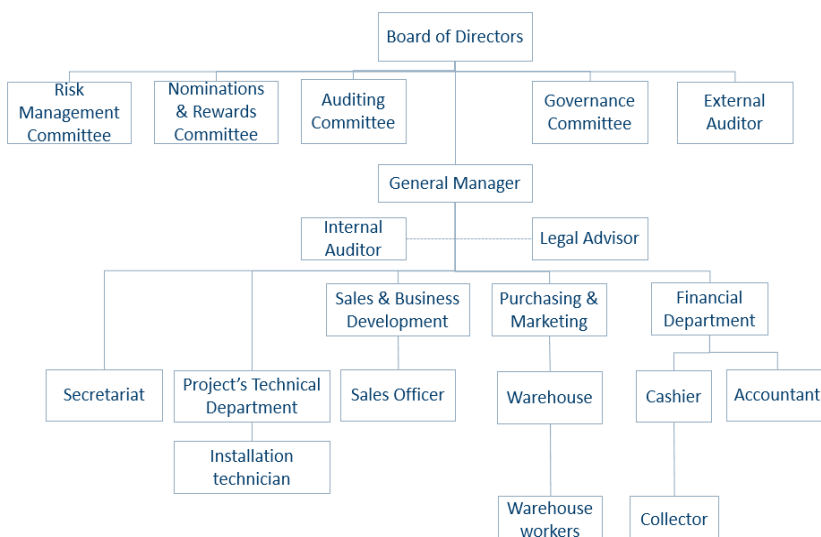 Board of Directors
Risk
Management
Committee
Nominations
& Rewards
Committee
Auditing
Committee
Governance
Committee
External
Auditor
General Manager
Internal
Auditor
Legal Advisor
Sales & Business
Development
Purchasing &
Marketing
Financial
Department
Secretariat
Project's Technical
Department
Sales Officer
Warehouse
Cashier
Accountant
Installation
technician
Warehouse
workers
Collector